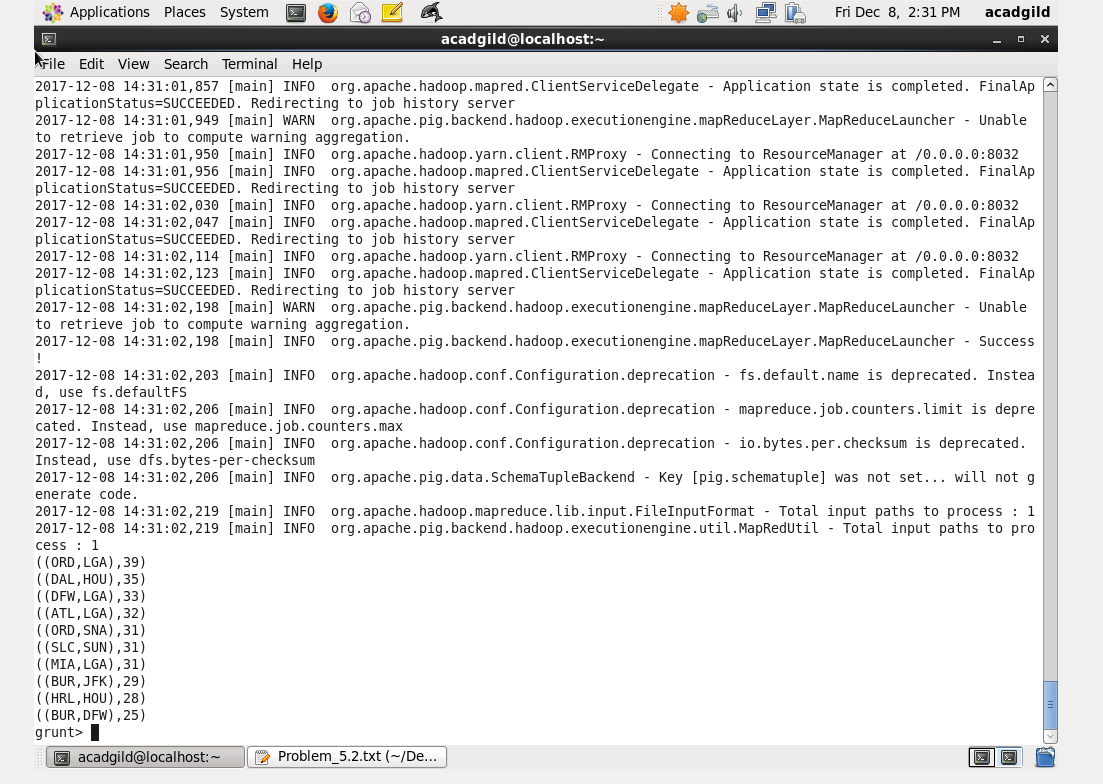 Applications Places System Fri Dec 8, 2:31 PM acadgild
acadgild@localhost:~
File Edit View Search Terminal Help
2017-12-08 14:31:01,857 [main] INFO  org.apache.hadoop.mapred.ClientServiceDelegate - Application state is completed. FinalAp
plicationStatus=SUCCEEDED. Redirecting to job history server
2017-12-08 14:31:01,949 [main] WARN  org.apache.pig.backend.hadoop.executionengine.mapReduceLayer.MapReduceLauncher - Unable
to retrieve job to compute warning aggregation.
2017-12-08 14:31:01,950 [main] INFO  org.apache.hadoop.yarn.client.RMProxy - Connecting to ResourceManager at /0.0.0.0:8032
2017-12-08 14:31:01,956 [main] INFO  org.apache.hadoop.mapred.ClientServiceDelegate - Application state is completed. FinalAp
plicationStatus=SUCCEEDED. Redirecting to job history server
2017-12-08 14:31:02,030 [main] INFO  org.apache.hadoop.yarn.client.RMProxy - Connecting to ResourceManager at /0.0.0.0:8032
2017-12-08 14:31:02,047 [main] INFO  org.apache.hadoop.mapred.ClientServiceDelegate - Application state is completed. FinalAp
plicationStatus=SUCCEEDED. Redirecting to job history server
2017-12-08 14:31:02,114 [main] INFO  org.apache.hadoop.yarn.client.RMProxy - Connecting to ResourceManager at /0.0.0.0:8032
2017-12-08 14:31:02,123 [main] INFO  org.apache.hadoop.mapred.ClientServiceDelegate - Application state is completed. FinalAp
plicationStatus=SUCCEEDED. Redirecting to job history server
2017-12-08 14:31:02,198 [main] WARN  org.apache.pig.backend.hadoop.executionengine.mapReduceLayer.MapReduceLauncher - Unable
to retrieve job to compute warning aggregation.
2017-12-08 14:31:02,198 [main] INFO  org.apache.pig.backend.hadoop.executionengine.mapReduceLayer.MapReduceLauncher - Success
!
2017-12-08 14:31:02,203 [main] INFO  org.apache.hadoop.conf.Configuration.deprecation - fs.default.name is deprecated. Instea
d, use fs.defaultFS
2017-12-08 14:31:02,206 [main] INFO  org.apache.hadoop.conf.Configuration.deprecation - mapreduce.job.counters.limit is depre
cated. Instead, use mapreduce.job.counters.max
2017-12-08 14:31:02,206 [main] INFO  org.apache.hadoop.conf.Configuration.deprecation - io.bytes.per.checksum is deprecated.
Instead, use dfs.bytes-per-checksum
2017-12-08 14:31:02,206 [main] INFO  org.apache.pig.data.SchemaTupleBackend - Key [pig.schematuple] was not set... will not g
enerate code.
2017-12-08 14:31:02,219 [main] INFO  org.apache.hadoop.mapreduce.lib.input.FileInputFormat - Total input paths to process : 1
2017-12-08 14:31:02,219 [main] INFO  org.apache.pig.backend.hadoop.executionengine.util.MapRedUtil - Total input paths to pro
cess : 1
((ORD,LGA),39)
((DAL,HOU),35)
((DFW,LGA),33)
((ATL,LGA),32)
((ORD,SNA),31)
((SLC,SUN),31)
((MIA,LGA),31)
((BUR,JFK),29)
((HRL,HOU),28)
((BUR,DFW),25)
grunt>
acadgild@localhost:~ Problem_5.2.txt (~/De...